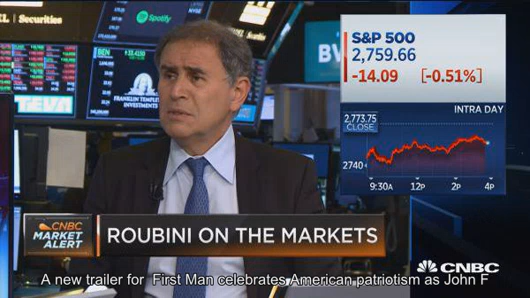 Securities
Spotify
BEN
FRANKLIN TEMPLETON
INVESTMENTS
TEVA
S&P 500
2,759.66
-14.09 [-0.51%]
INTRA DAY
2,773.75
CLOSE
2740
9:30A 12P 2P 4P
CNBC
MARKET
ALERT
ROUBINI ON THE MARKETS
CNBC
A new trailer for First Man celebrates American patriotism as John F